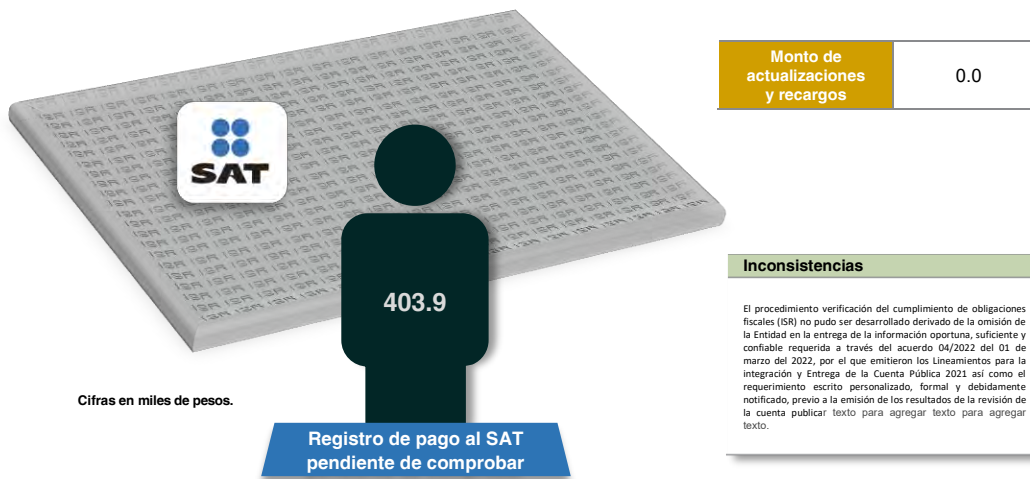 Monto de
actualizaciones
y recargos
0.0
SAT
403.9
Cifras en miles de pesos.
Registro de pago al SAT
pendiente de comprobar
Inconsistencias
El procedimiento verificación del cumplimiento de obligaciones
fiscales (ISR) no pudo ser desarrollado derivado de la omisión de
la Entidad en la entrega de la información oportuna, suficiente y
confiable requerida a través del acuerdo 04/2022 del 01 de
marzo del 2022, por el que emitieron los Lineamientos para la
integración y Entrega de la Cuenta Pública 2021 así como el
requerimiento escrito personalizado, formal y debidamente
notificado, previo a la emisión de los resultados de la revisión de
la cuenta publicar texto para agregar texto para agregar
texto.